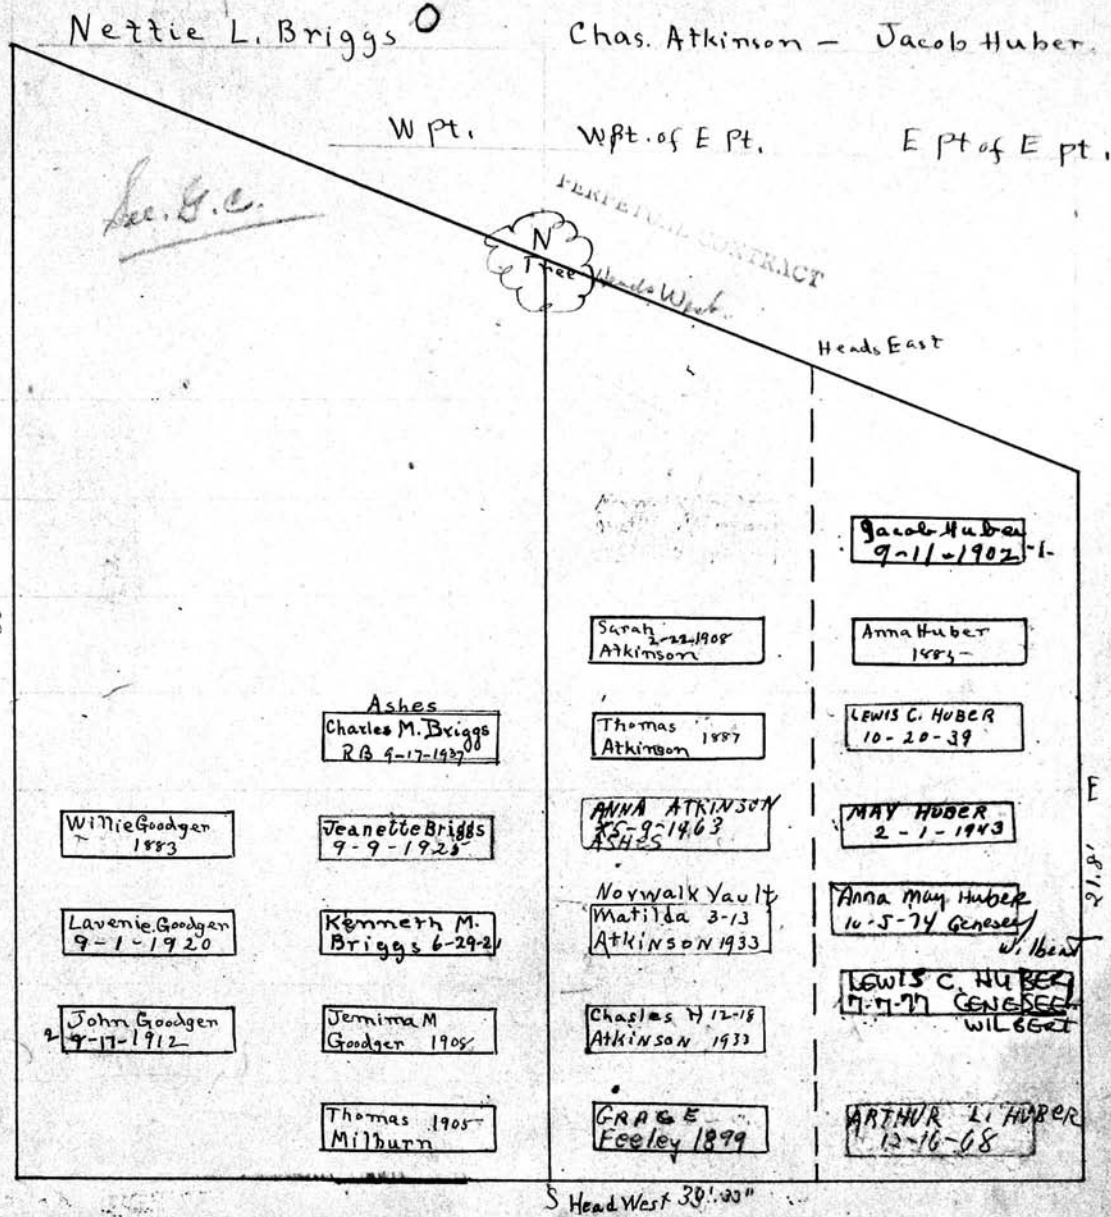 Nettie L. Briggs O Chas. Atkinson - Jacob Huber
W pt. W pt. of E Pt. E pt of E pt.
See. G. C.
PERPETUAL CONTRACT
N
Tree
Heads West
Heads East
Jacob Huber
9-11-1902 -1-
Sarah 2-22-1908
Atkinson
Anna Huber
Ashes
Charles M. Briggs
RB 9-17-1937
Thomas 1887
Atkinson
LEWIS C. HUBER
10-20-39
Willie Goodger
1883
Jeanette Briggs
9-9-1925
ANNA ATKINSON
5-9-1963
ASHES
MAY HUBER
2-1-1943
E
21.8'
Lavenie Goodger
9-1-1920
Kenneth M.
Briggs 6-29-21
Norwalk Vault
Matilda 3-13
Atkinson 1933
Anna May Huber
10-5-74 Genesee
Wilbert
2 John Goodger
9-17-1912
Jemima M
Goodger 1908
Charles H 12-18
Atkinson 1933
LEWIS C. HUBER
7-7-77 GENESEE
WILBERT
Thomas 1905
Milburn
GRACE
Feeley 1899
ARTHUR L. HUBER
12-16-68
S Head West